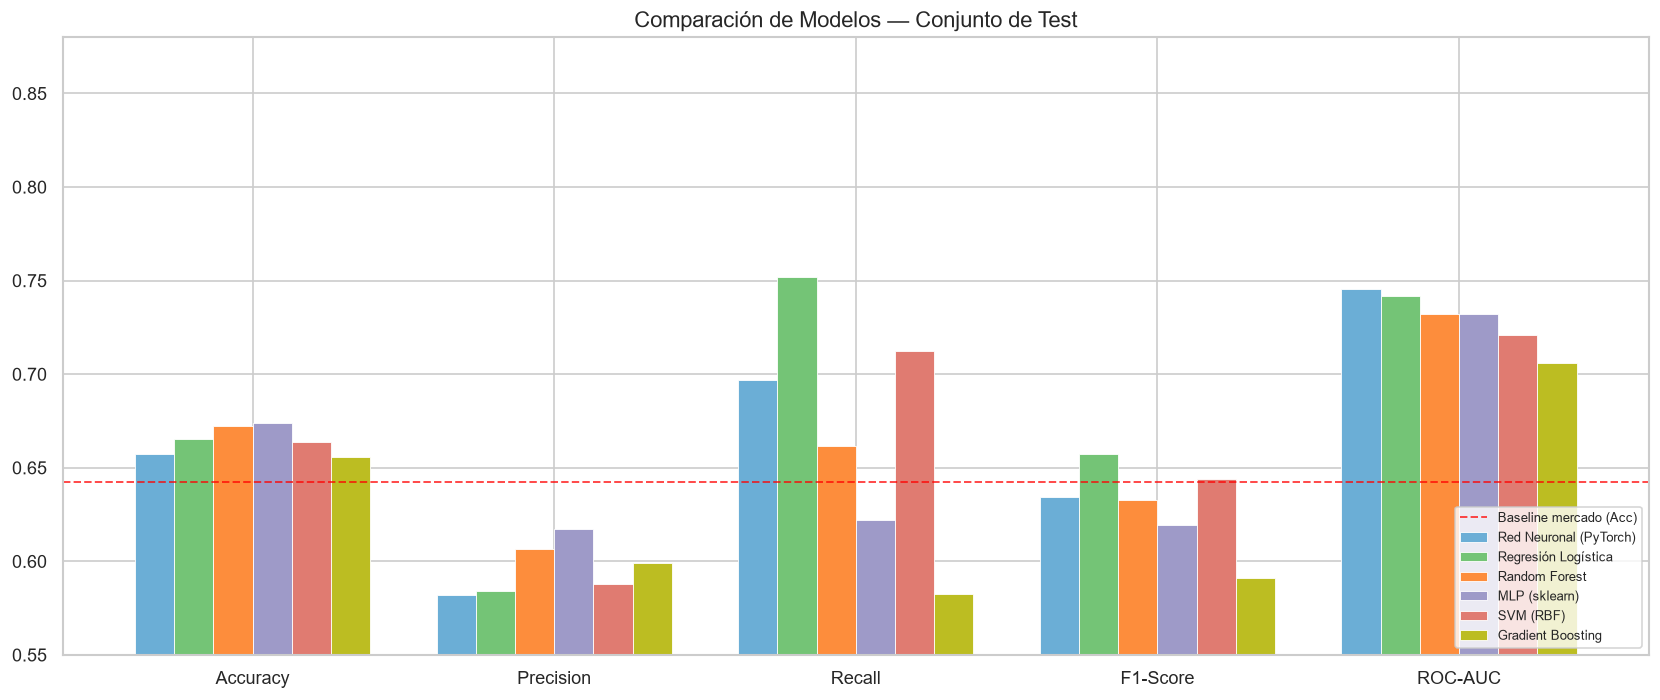 Comparación de Modelos — Conjunto de Test
0.85
0.80
0.75
0.70
0.65
0.60
0.55
Baseline mercado (Acc)
Red Neuronal (PyTorch)
Regresión Logística
Random Forest
MLP (sklearn)
SVM (RBF)
Gradient Boosting
Accuracy
Precision
Recall
F1-Score
ROC-AUC